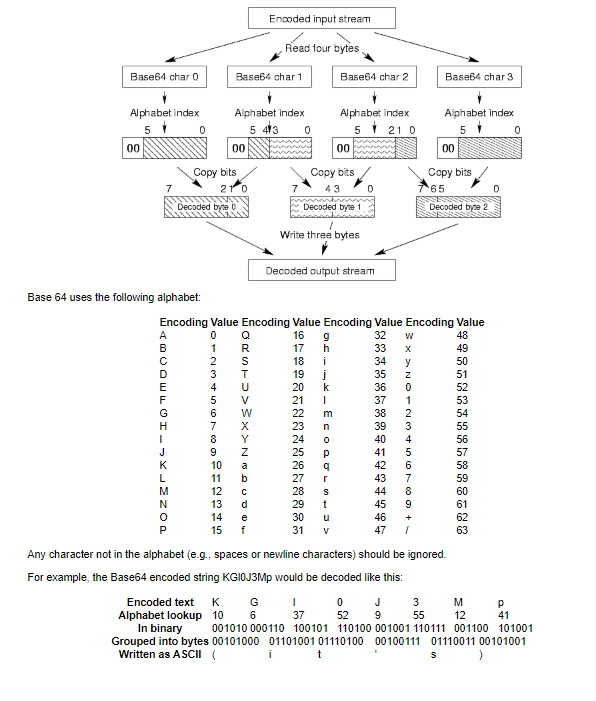 Encoded input stream
Read four bytes
Base64 char 0 Base64 char 1 Base64 char 2 Base64 char 3
Alphabet index Alphabet index Alphabet index Alphabet index
5 0 5 4 3 0 5 2 1 0 5 0
00 00 00 00
Copy bits Copy bits Copy bits
7 2 1 0 7 4 3 0 7 6 5 0
Decoded byte 0 Decoded byte 1 Decoded byte 2
Write three bytes
Decoded output stream
Base 64 uses the following alphabet:
Encoding Value Encoding Value Encoding Value Encoding Value
A 0 Q 16 g 32 w 48
B 1 R 17 h 33 x 49
C 2 S 18 i 34 y 50
D 3 T 19 j 35 z 51
E 4 U 20 k 36 0 52
F 5 V 21 l 37 1 53
G 6 W 22 m 38 2 54
H 7 X 23 n 39 3 55
I 8 Y 24 o 40 4 56
J 9 Z 25 p 41 5 57
K 10 a 26 q 42 6 58
L 11 b 27 r 43 7 59
M 12 c 28 s 44 8 60
N 13 d 29 t 45 9 61
O 14 e 30 u 46 + 62
P 15 f 31 v 47 / 63
Any character not in the alphabet (e.g., spaces or newline characters) should be ignored.
For example, the Base64 encoded string KGl0J3Mp would be decoded like this:
Encoded text K G l 0 J 3 M p
Alphabet lookup 10 6 37 52 9 55 12 41
In binary 001010 000110 100101 110100 001001 110111 001100 101001
Grouped into bytes 00101000 01101001 01110100 00100111 01110011 00101001
Written as ASCII ( i t ' s )